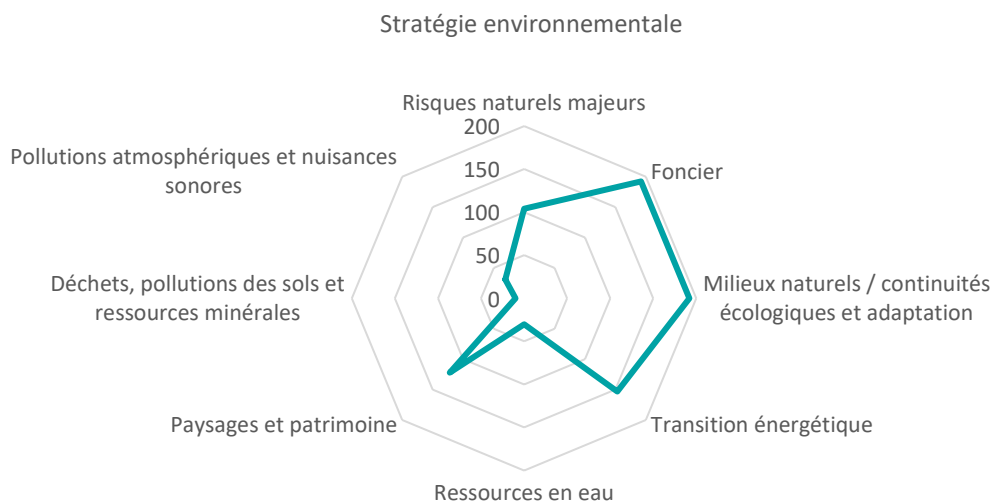 Stratégie environnementale
Risques naturels majeurs
200
150
100
50
0
Foncier
Milieux naturels / continuités
écologiques et adaptation
Transition énergétique
Ressources en eau
Paysages et patrimoine
Déchets, pollutions des sols et
ressources minérales
Pollutions atmosphériques et nuisances
sonores